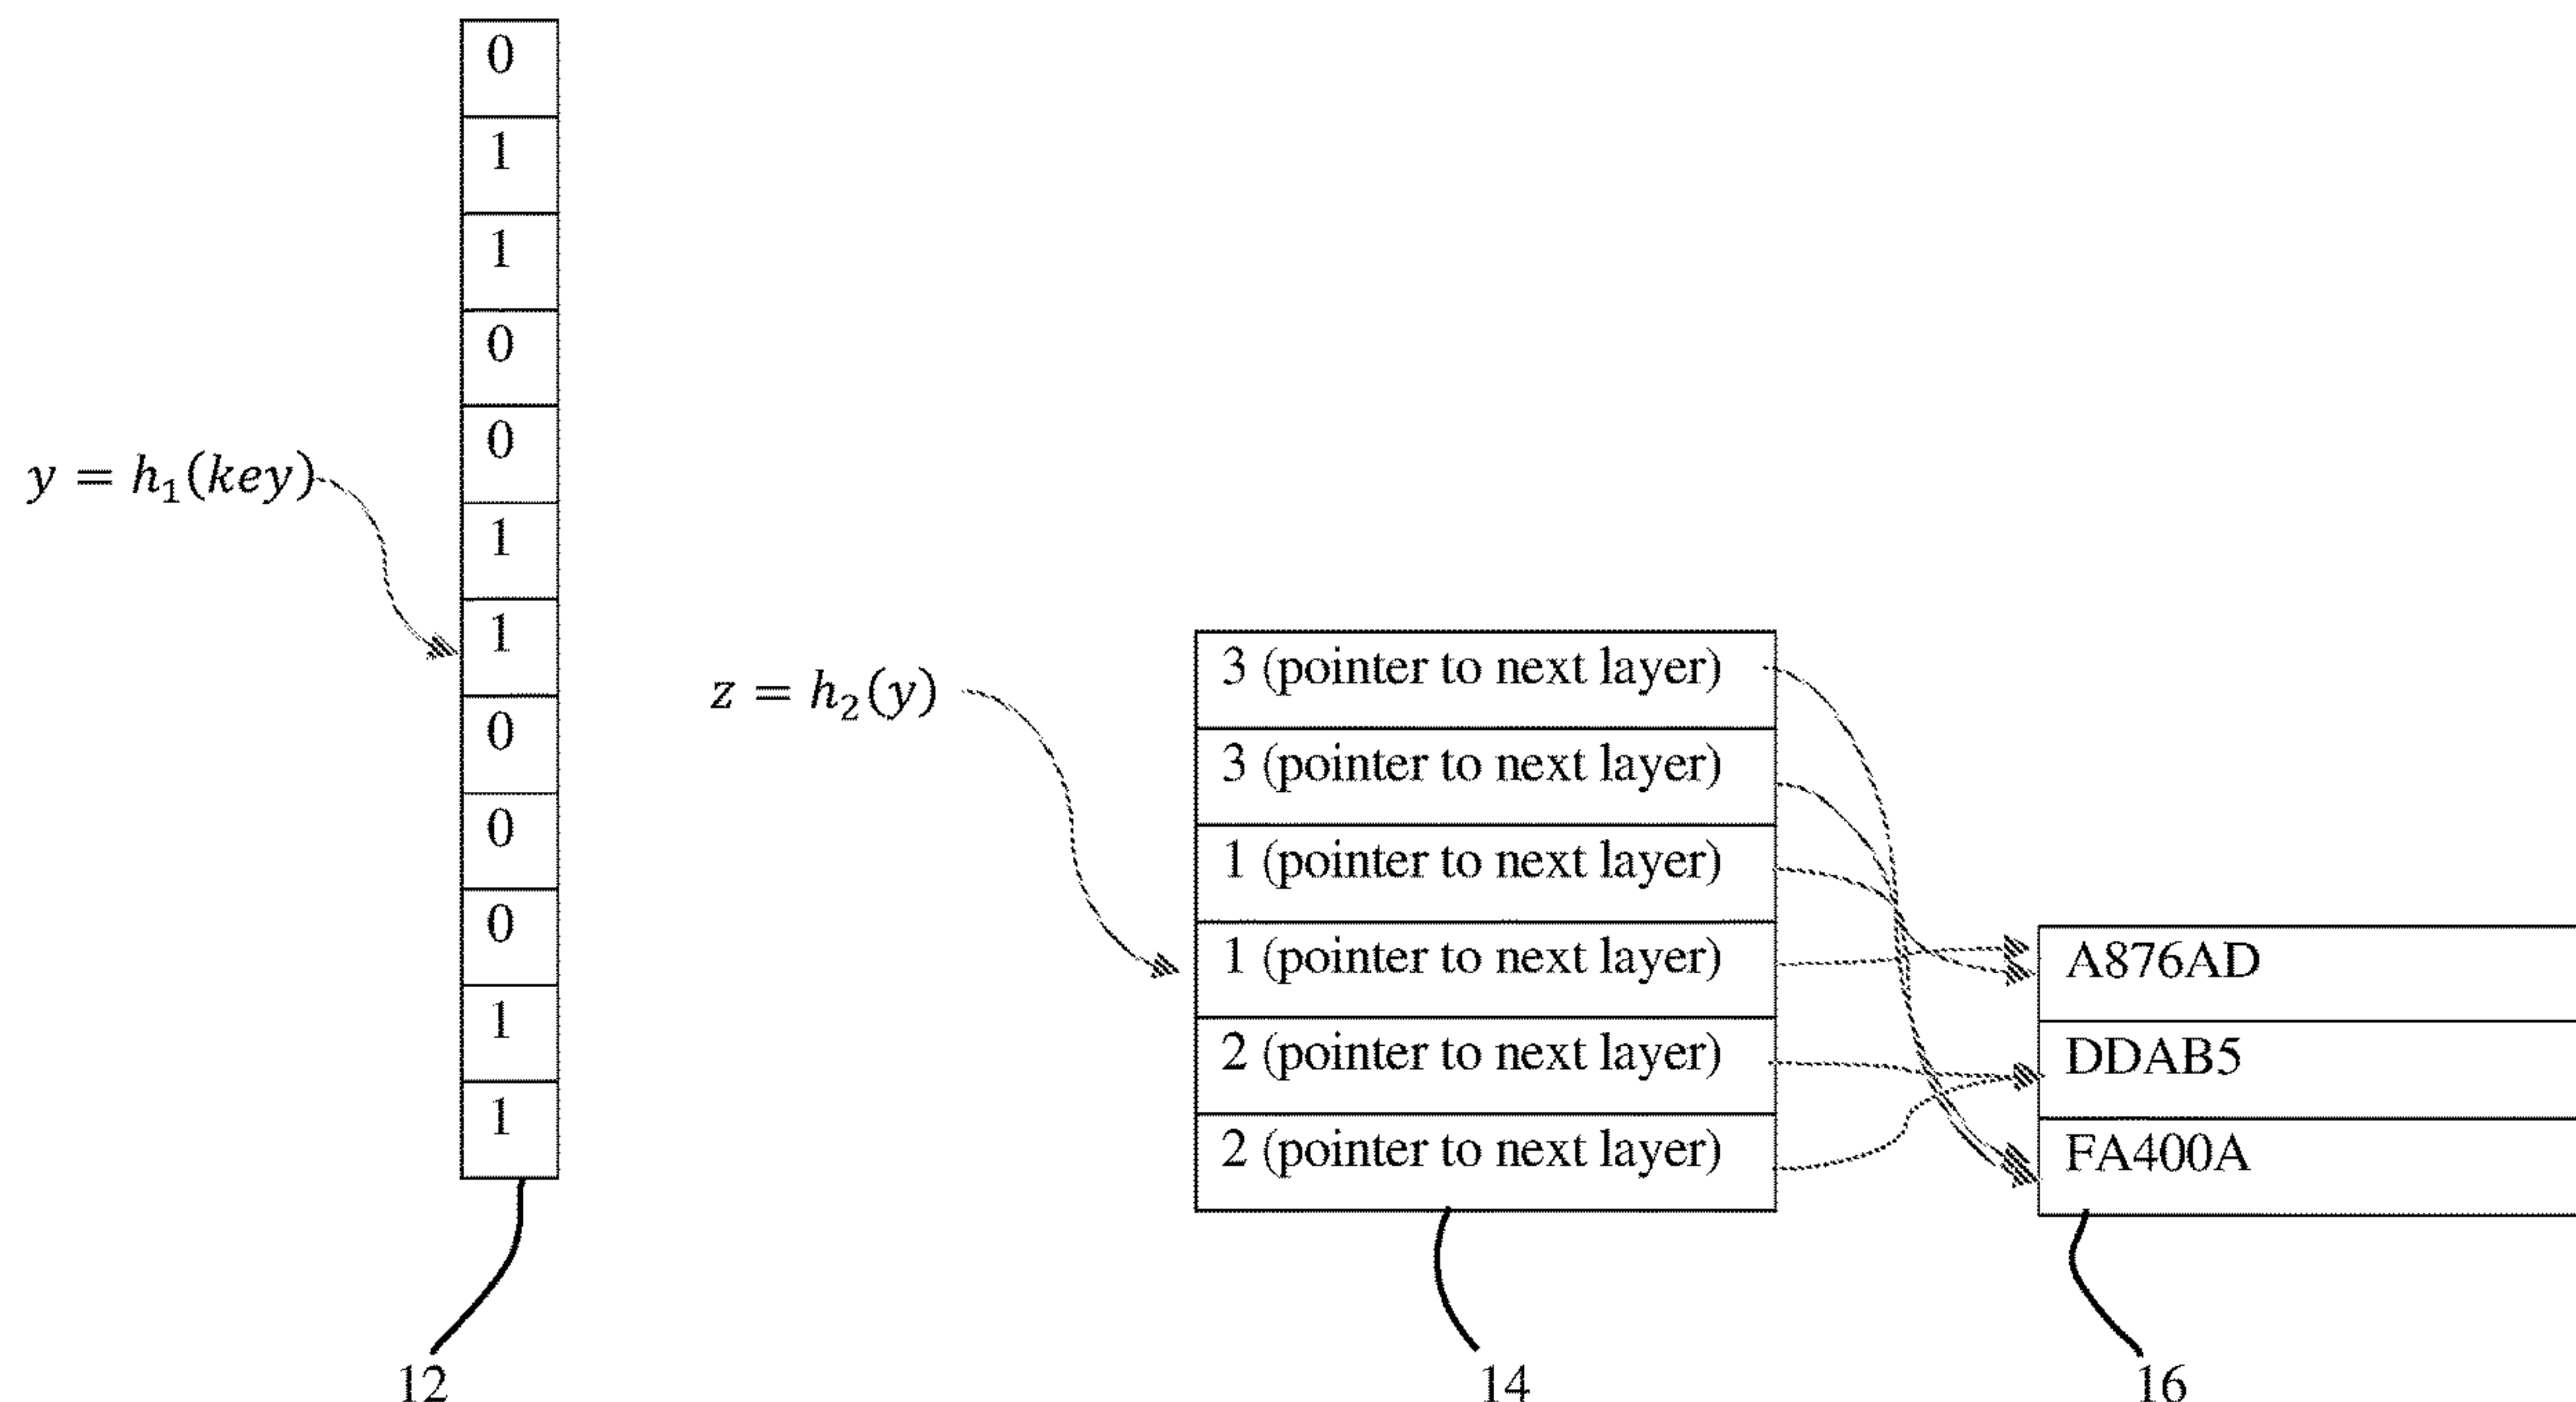 0
1
1
0
0
1
1
0
0
0
1
1
y = h₁(key)
12
z = h₂(y)
3 (pointer to next layer)
3 (pointer to next layer)
1 (pointer to next layer)
1 (pointer to next layer)
2 (pointer to next layer)
2 (pointer to next layer)
14
A876AD
DDAB5
FA400A
16